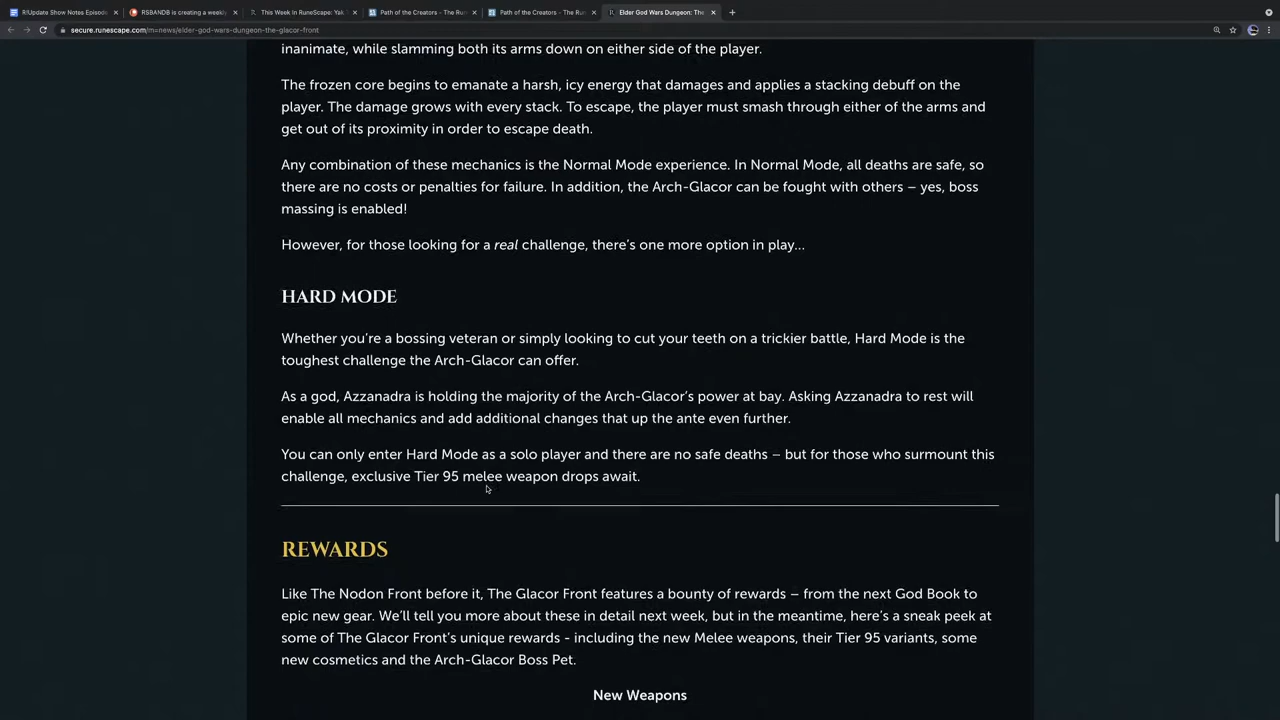 R!Update Show Notes Episode
RSBANDB is creating a weekly
This Week In RuneScape: Yak
Path of the Creators - The Ru
Path of the Creators - The Ru
Elder God Wars Dungeon: The
secure.runescape.com/m=news/elder-god-wars-dungeon-the-glacor-front
inanimate, while slamming both its arms down on either side of the player.
The frozen core begins to emanate a harsh, icy energy that damages and applies a stacking debuff on the
player. The damage grows with every stack. To escape, the player must smash through either of the arms and
get out of its proximity in order to escape death.
Any combination of these mechanics is the Normal Mode experience. In Normal Mode, all deaths are safe, so
there are no costs or penalties for failure. In addition, the Arch-Glacor can be fought with others – yes, boss
massing is enabled!
However, for those looking for a real challenge, there's one more option in play...
HARD MODE
Whether you're a bossing veteran or simply looking to cut your teeth on a trickier battle, Hard Mode is the
toughest challenge the Arch-Glacor can offer.
As a god, Azzanadra is holding the majority of the Arch-Glacor's power at bay. Asking Azzanadra to rest will
enable all mechanics and add additional changes that up the ante even further.
You can only enter Hard Mode as a solo player and there are no safe deaths – but for those who surmount this
challenge, exclusive Tier 95 melee weapon drops await.
REWARDS
Like The Nodon Front before it, The Glacor Front features a bounty of rewards – from the next God Book to
epic new gear. We'll tell you more about these in detail next week, but in the meantime, here's a sneak peek at
some of The Glacor Front's unique rewards - including the new Melee weapons, their Tier 95 variants, some
new cosmetics and the Arch-Glacor Boss Pet.
New Weapons